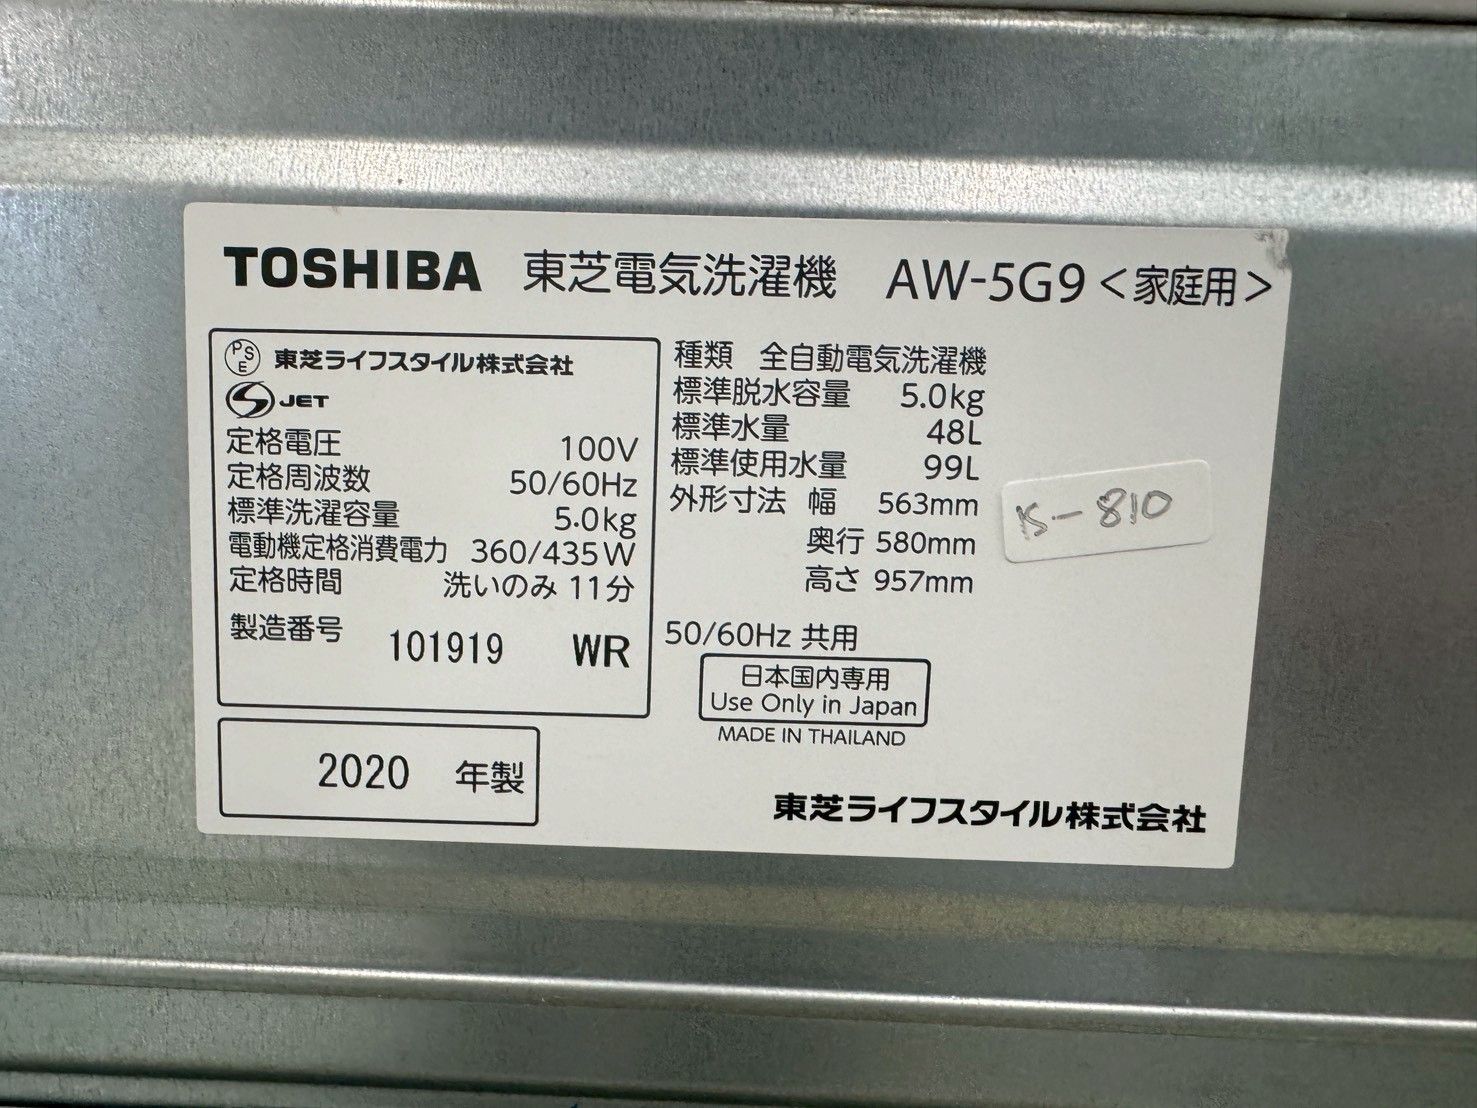 TOSHIBA 東芝電気洗濯機 AW-5G9<家庭用>
PSE 東芝ライフスタイル株式会社
S JET
定格電圧 100V
定格周波数 50/60Hz
標準洗濯容量 5.0kg
電動機定格消費電力 360/435W
定格時間 洗いのみ 11分
製造番号 101919 WR
2020 年製
種類 全自動電気洗濯機
標準脱水容量 5.0kg
標準水量 48L
標準使用水量 99L
外形寸法 幅 563mm
奥行 580mm
高さ 957mm
50/60Hz 共用
日本国内専用
Use Only in Japan
MADE IN THAILAND
東芝ライフスタイル株式会社
-810